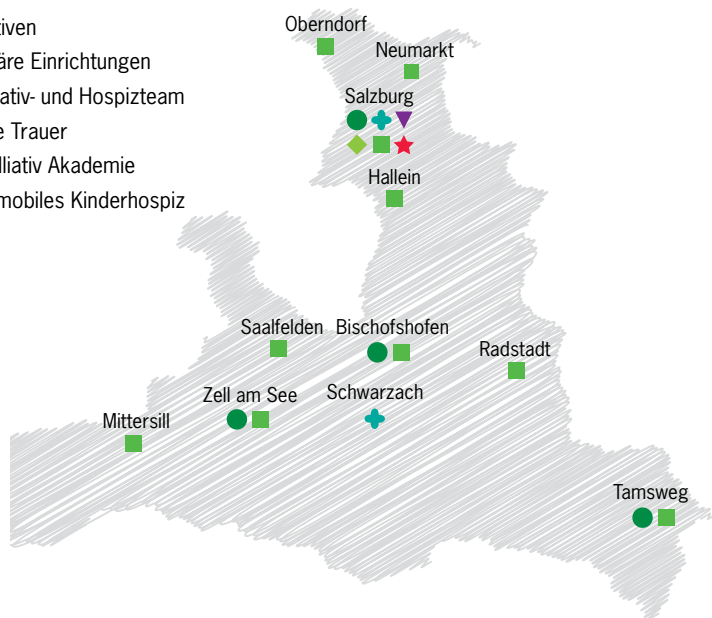 Oberndorf
Neumarkt
Salzburg
Hallein
äre Einrichtungen
ativ- und Hospizteam
e Trauer
lliativ Akademie
mobiles Kinderhospiz
tiven
Saalfelden
Bischofshofen
Radstadt
Zell am See
Schwarzach
Mittersill
Tamsweg